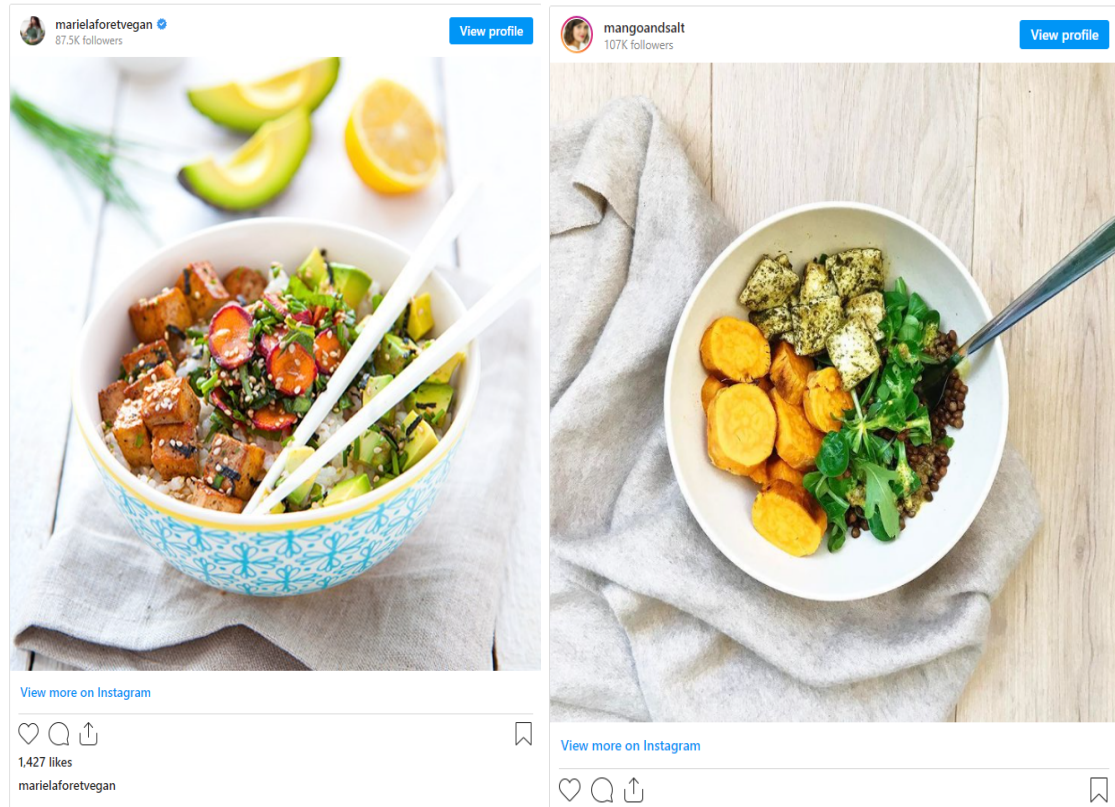 marielaforetvegan
87.5K followers
View profile
View more on Instagram
1,427 likes
marielaforetvegan
mangoandsalt
107K followers
View profile
View more on Instagram